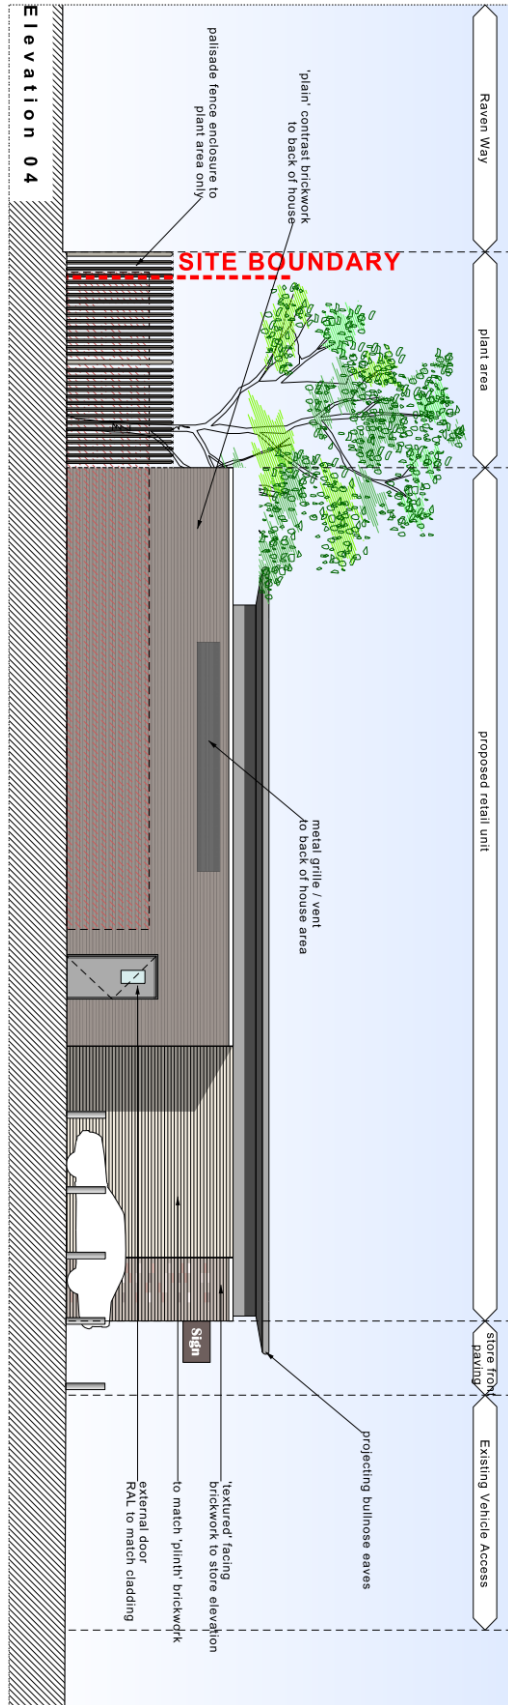 Raven Way
plant area
proposed retail unit
store front
paving
Existing Vehicle Access
SITE BOUNDARY
palisade fence enclosure to
plant area only
'plain' contrast brickwork
to back of house
metal grille / vent
to back of house area
projecting bullnose eaves
Sign
'textured' facing
brickwork to store elevation
to match 'plinth' brickwork
external door
RAL to match cladding
Elevation 04